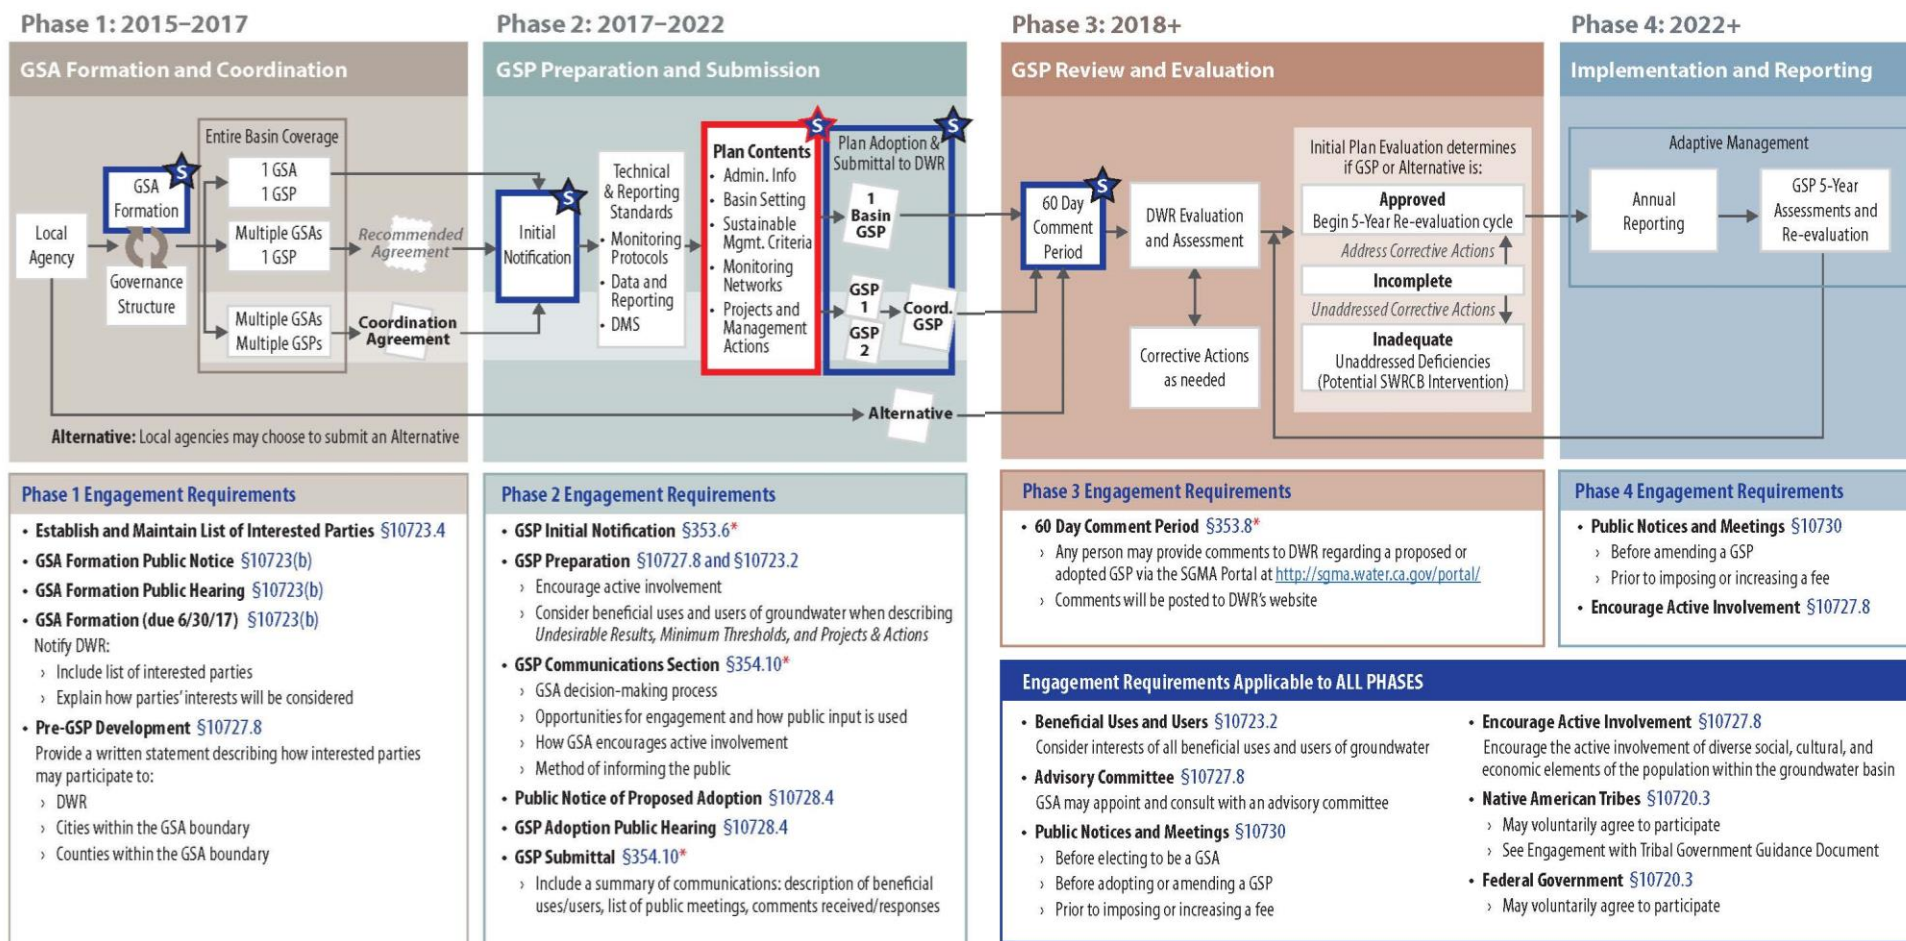 Phase 1: 2015–2017
GSA Formation and Coordination
Entire Basin Coverage
Local
Agency
GSA
Formation
S
Governance
Structure
1 GSA
1 GSP
Multiple GSAs
1 GSP
Multiple GSAs
Multiple GSPs
Recommended
Agreement
Coordination
Agreement
Alternative: Local agencies may choose to submit an Alternative
Phase 2: 2017–2022
GSP Preparation and Submission
Initial
Notification
S
Technical
& Reporting
Standards
• Monitoring
Protocols
• Data and
Reporting
• DMS
Plan Contents
S
• Admin. Info
• Basin Setting
• Sustainable
Mgmt. Criteria
• Monitoring
Networks
• Projects and
Management
Actions
Plan Adoption &
Submittal to DWR
S
1
Basin
GSP
GSP
1
GSP
2
Coord.
GSP
Alternative
Phase 3: 2018+
GSP Review and Evaluation
60 Day
Comment
Period
S
DWR Evaluation
and Assessment
Corrective Actions
as needed
Initial Plan Evaluation determines
if GSP or Alternative is:
Approved
Begin 5-Year Re-evaluation cycle
Address Corrective Actions
Incomplete
Unaddressed Corrective Actions
Inadequate
Unaddressed Deficiencies
(Potential SWRCB Intervention)
Phase 4: 2022+
Implementation and Reporting
Adaptive Management
Annual
Reporting
GSP 5-Year
Assessments and
Re-evaluation
Phase 1 Engagement Requirements
• Establish and Maintain List of Interested Parties §10723.4
• GSA Formation Public Notice §10723(b)
• GSA Formation Public Hearing §10723(b)
• GSA Formation (due 6/30/17) §10723(b)
Notify DWR:
› Include list of interested parties
› Explain how parties' interests will be considered
• Pre-GSP Development §10727.8
Provide a written statement describing how interested parties
may participate to:
› DWR
› Cities within the GSA boundary
› Counties within the GSA boundary
Phase 2 Engagement Requirements
• GSP Initial Notification §353.6*
• GSP Preparation §10727.8 and §10723.2
› Encourage active involvement
› Consider beneficial uses and users of groundwater when describing
Undesirable Results, Minimum Thresholds, and Projects & Actions
• GSP Communications Section §354.10*
› GSA decision-making process
› Opportunities for engagement and how public input is used
› How GSA encourages active involvement
› Method of informing the public
• Public Notice of Proposed Adoption §10728.4
• GSP Adoption Public Hearing §10728.4
• GSP Submittal §354.10*
› Include a summary of communications: description of beneficial
uses/users, list of public meetings, comments received/responses
Phase 3 Engagement Requirements
• 60 Day Comment Period §353.8*
› Any person may provide comments to DWR regarding a proposed or
adopted GSP via the SGMA Portal at http://sgma.water.ca.gov/portal/
› Comments will be posted to DWR's website
Phase 4 Engagement Requirements
• Public Notices and Meetings §10730
› Before amending a GSP
› Prior to imposing or increasing a fee
• Encourage Active Involvement §10727.8
Engagement Requirements Applicable to ALL PHASES
• Beneficial Uses and Users §10723.2
Consider interests of all beneficial uses and users of groundwater
• Advisory Committee §10727.8
GSA may appoint and consult with an advisory committee
• Public Notices and Meetings §10730
› Before electing to be a GSA
› Before adopting or amending a GSP
› Prior to imposing or increasing a fee
• Encourage Active Involvement §10727.8
Encourage the active involvement of diverse social, cultural, and
economic elements of the population within the groundwater basin
• Native American Tribes §10720.3
› May voluntarily agree to participate
› See Engagement with Tribal Government Guidance Document
• Federal Government §10720.3
› May voluntarily agree to participate